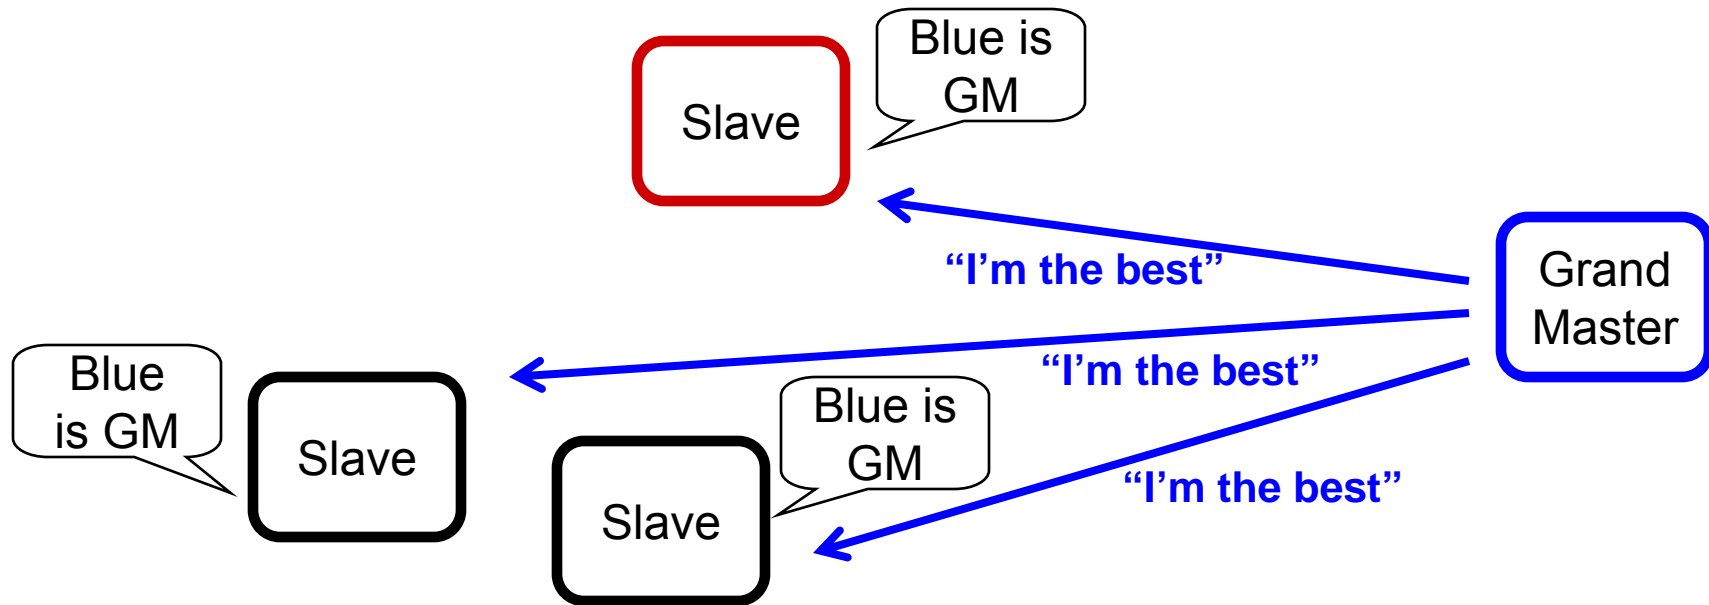 Blue is
GM
Slave
“I’m the best”
Grand
Master
“I’m the best”
Blue
is GM
Slave
Blue is
GM
Slave
“I’m the best”